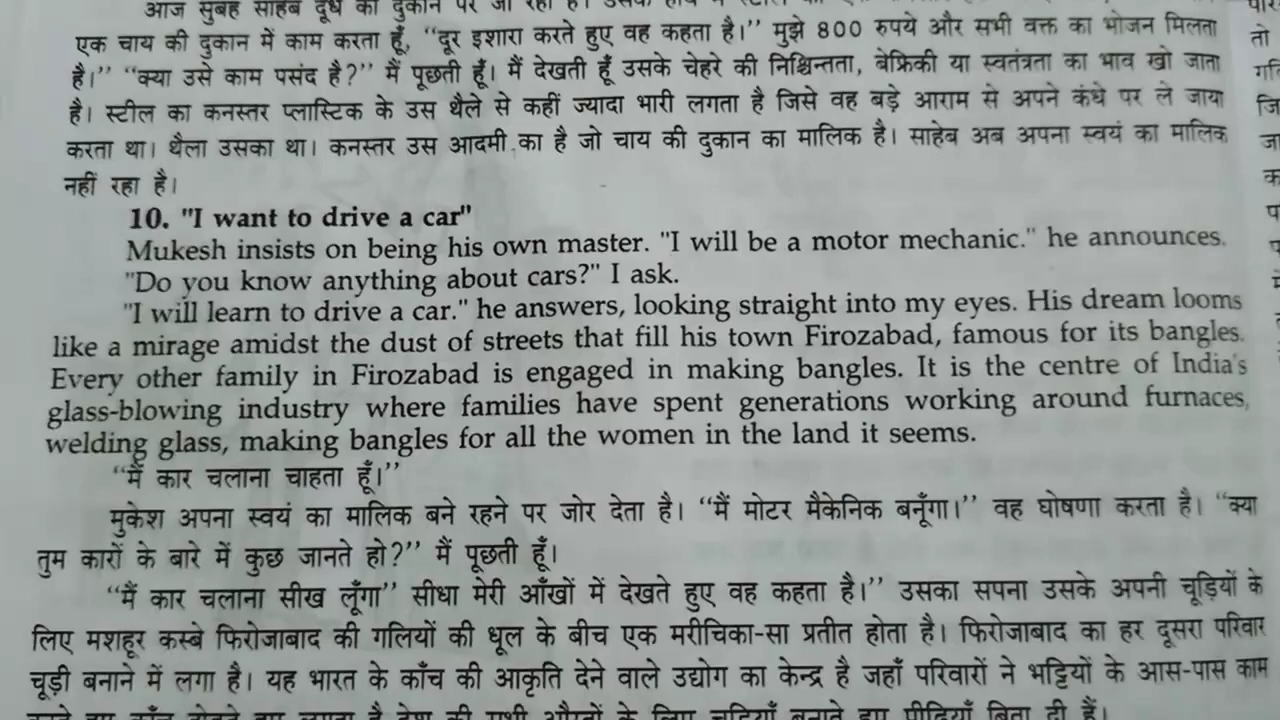 आज सुबह साहेब दूध की दुकान पर जा रहा है। उसके हाथ में स्टील का
एक चाय की दुकान में काम करता हूँ, “दूर इशारा करते हुए वह कहता है।” मुझे 800 रुपये और सभी वक्त का भोजन मिलता
है।” “क्या उसे काम पसंद है?” मैं पूछती हूँ। मैं देखती हूँ उसके चेहरे की निश्चिन्तता, बेफ्रिकी या स्वतंत्रता का भाव खो जाता
है। स्टील का कनस्तर प्लास्टिक के उस थैले से कहीं ज्यादा भारी लगता है जिसे वह बड़े आराम से अपने कंधे पर ले जाया
करता था। थैला उसका था। कनस्तर उस आदमी का है जो चाय की दुकान का मालिक है। साहेब अब अपना स्वयं का मालिक
नहीं रहा है।
10. "I want to drive a car"
Mukesh insists on being his own master. "I will be a motor mechanic." he announces.
"Do you know anything about cars?" I ask.
"I will learn to drive a car." he answers, looking straight into my eyes. His dream looms
like a mirage amidst the dust of streets that fill his town Firozabad, famous for its bangles.
Every other family in Firozabad is engaged in making bangles. It is the centre of India's
glass-blowing industry where families have spent generations working around furnaces,
welding glass, making bangles for all the women in the land it seems.
“मैं कार चलाना चाहता हूँ।”
मुकेश अपना स्वयं का मालिक बने रहने पर जोर देता है। “मैं मोटर मैकेनिक बनूँगा।” वह घोषणा करता है। “क्या
तुम कारों के बारे में कुछ जानते हो?” मैं पूछती हूँ।
“मैं कार चलाना सीख लूँगा” सीधा मेरी आँखों में देखते हुए वह कहता है।” उसका सपना उसके अपनी चूड़ियों के
लिए मशहूर कस्बे फिरोजाबाद की गलियों की धूल के बीच एक मरीचिका-सा प्रतीत होता है। फिरोजाबाद का हर दूसरा परिवार
चूड़ी बनाने में लगा है। यह भारत के काँच की आकृति देने वाले उद्योग का केन्द्र है जहाँ परिवारों ने भट्टियों के आस-पास काम
लगता है देश की सभी औरतों के लिए चूड़ियाँ बनाते हुए पीढ़ियाँ बिता दी हैं।